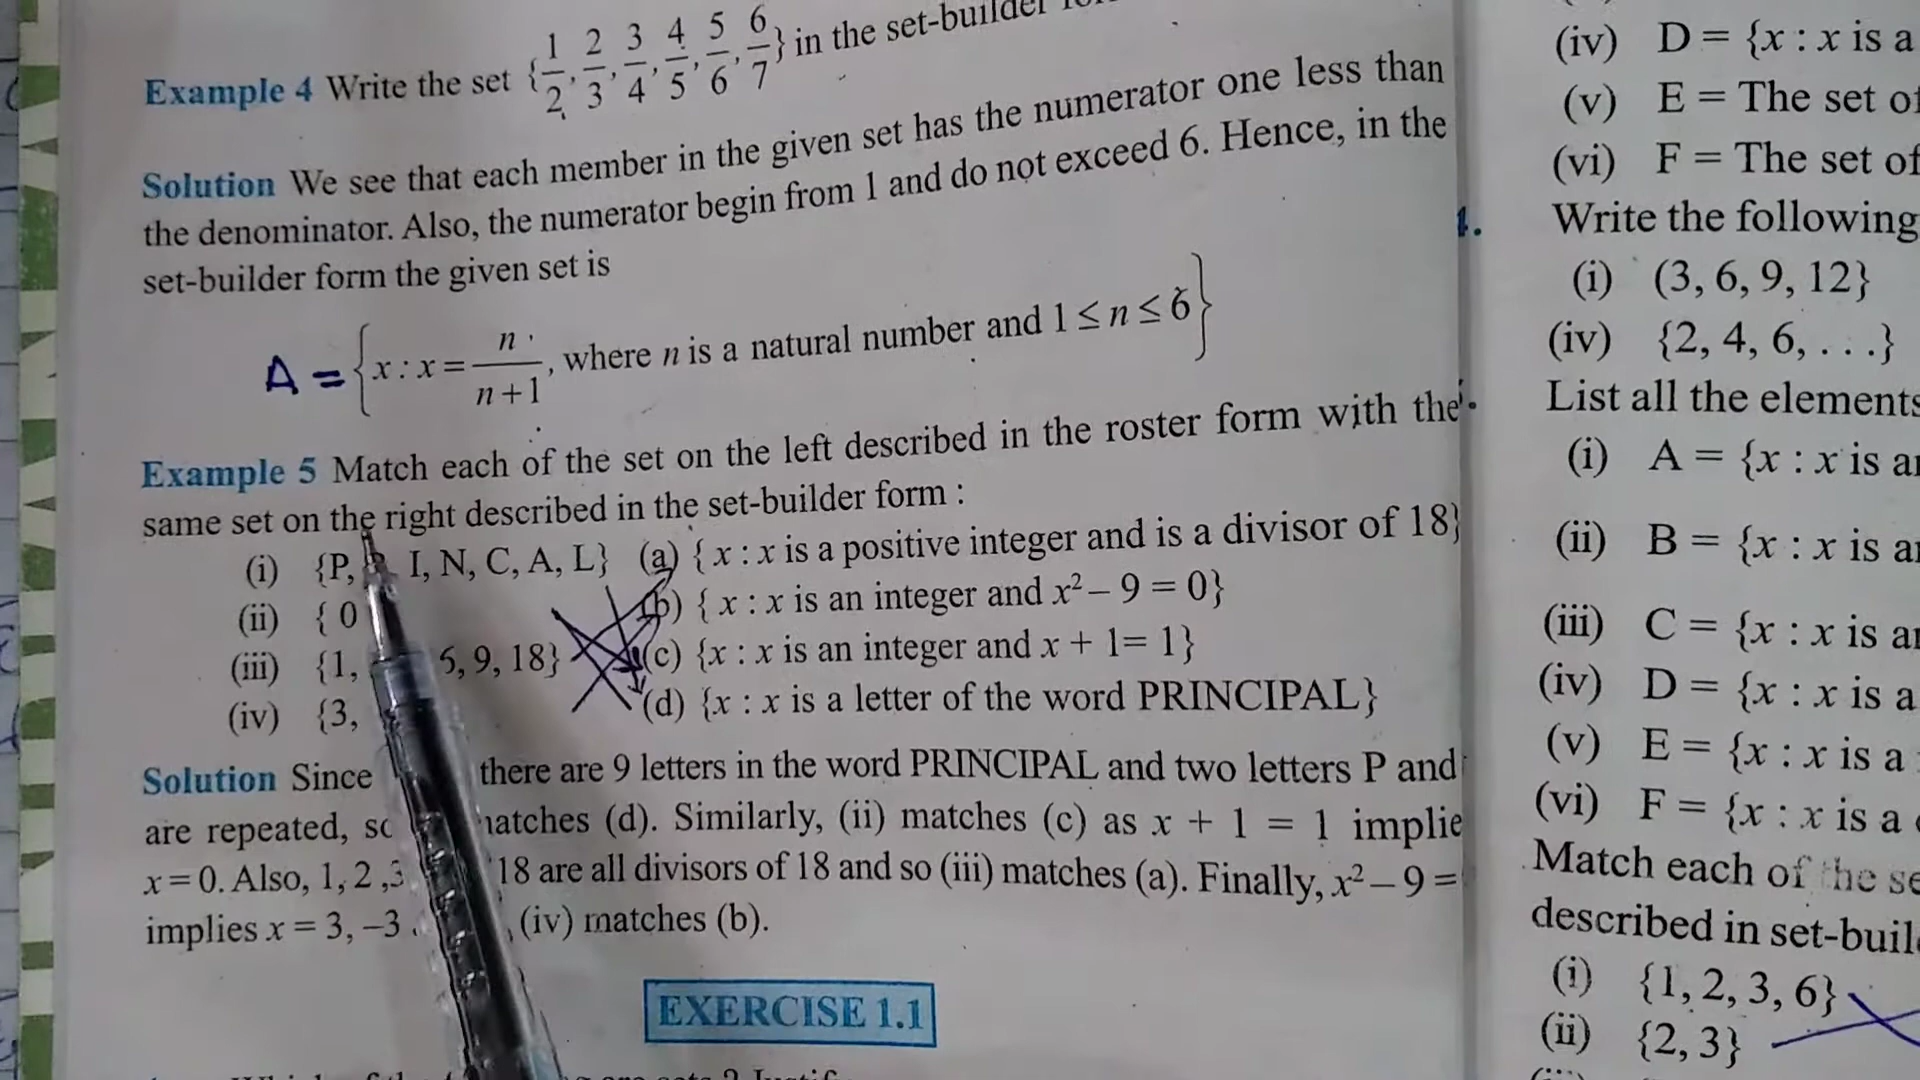 Example 4 Write the set {1/2, 2/3, 3/4, 4/5, 5/6, 6/7} in the set-builder
Solution We see that each member in the given set has the numerator one less than
the denominator. Also, the numerator begin from 1 and do not exceed 6. Hence, in the
set-builder form the given set is
A = {x : x = n/(n+1), where n is a natural number and 1 ≤ n ≤ 6}
Example 5 Match each of the set on the left described in the roster form with the
same set on the right described in the set-builder form :
(i) {P, I, N, C, A, L} (a) { x : x is a positive integer and is a divisor of 18}
(ii) { 0 (b) { x : x is an integer and x² – 9 = 0}
(iii) {1, 9, 18} (c) {x : x is an integer and x + 1= 1}
(iv) {3, (d) {x : x is a letter of the word PRINCIPAL}
Solution Since there are 9 letters in the word PRINCIPAL and two letters P and
are repeated, matches (d). Similarly, (ii) matches (c) as x + 1 = 1
x = 0. Also, 1, 2 ,3 18 are all divisors of 18 and so (iii) matches (a). Finally, x² – 9 =
implies x = 3, –3 (iv) matches (b).
EXERCISE 1.1
(iv) D = {x : x is a
(v) E = The set of
(vi) F = The set of
4. Write the following
(i) (3, 6, 9, 12}
(iv) {2, 4, 6, . . .}
List all the elements
(i) A = {x : x is
(ii) B = {x : x is
(iii) C = {x : x is
(iv) D = {x : x is a
(v) E = {x : x is a
(vi) F = {x : x is a
Match each of the
described in
(i) {1, 2, 3, 6}
(ii) {2, 3}